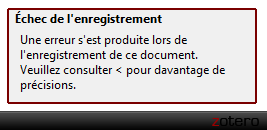 Échec de l'enregistrement
Une erreur s'est produite lors de
l'enregistrement de ce document.
Veuillez consulter < pour davantage de
précisions.
zotero